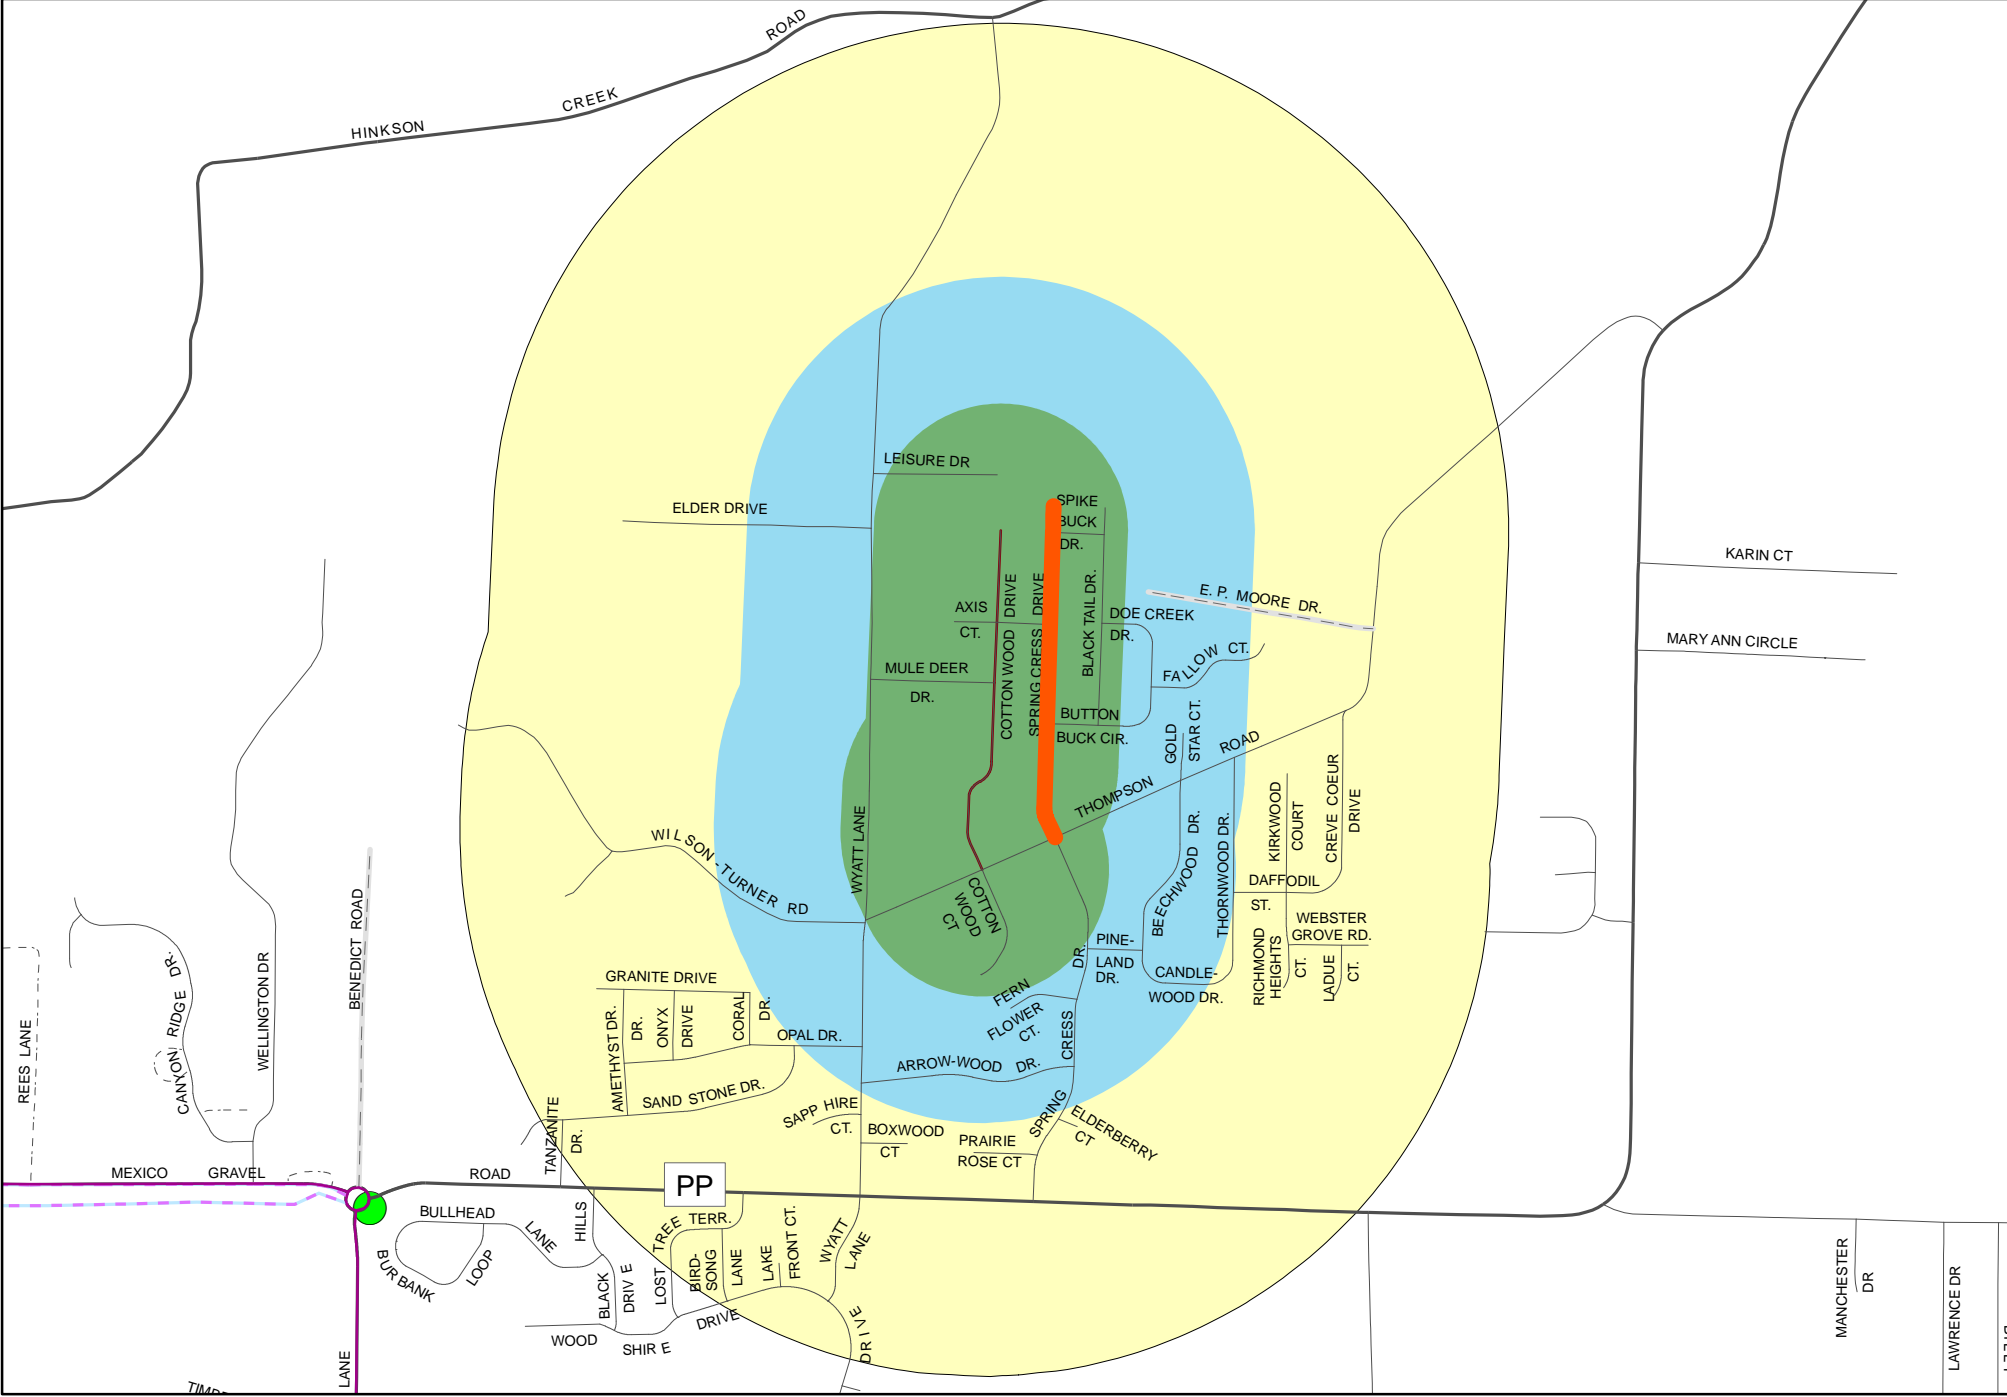 ROAD
CREEK
HINKSON
LEISURE DR
ELDER DRIVE
SPIKE
BUCK
DR.
KARIN CT
E. P. MOORE DR.
AXIS
CT.
COTTON WOOD DRIVE
SPRING CRESS DRIVE
BLACK TAIL DR.
DOE CREEK
DR.
MARY ANN CIRCLE
FALLOW CT.
MULE DEER
DR.
BUTTON
BUCK CIR.
GOLD
STAR CT.
THOMPSON ROAD
WILSON-TURNER RD
WYATT LANE
BEECHWOOD DR.
THORNWOOD DR.
KIRKWOOD
COURT
CREVE COEUR
DRIVE
DAFFODIL
ST.
COTTON
WOOD
CT
WEBSTER
GROVE RD.
RICHMOND
HEIGHTS
CT.
LADUE
CT.
PINE-
LAND
DR.
CANDLE-
WOOD DR.
BENEDICT ROAD
WELLINGTON DR
CANYON RIDGE DR.
REES LANE
GRANITE DRIVE
AMETHYST DR.
DR.
ONYX
DRIVE
CORAL
DR.
OPAL DR.
FERN
FLOWER
CT.
SPRING CRESS DR.
ARROW-WOOD DR.
SAND STONE DR.
TANZANITE
DR.
SAPP HIRE
CT.
BOXWOOD
CT
PRAIRIE
ROSE CT
ELDERBERRY
CT
MEXICO GRAVEL ROAD
PP
BULLHEAD
LANE
BURBANK
LOOP
HILLS
BLACK
DRIVE
LOST TREE TERR.
BIRD-
SONG
LANE
LAKE
FRONT CT.
WYATT
LANE
WOOD
SHIRE
DRIVE
DRIVE
LANE
MANCHESTER
DR
LAWRENCE DR